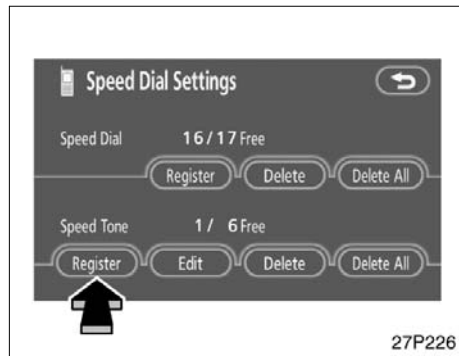 Speed Dial Settings
Speed Dial 16/17 Free
Register Delete Delete All
Speed Tone 1/ 6 Free
Register Edit Delete Delete All
27P226